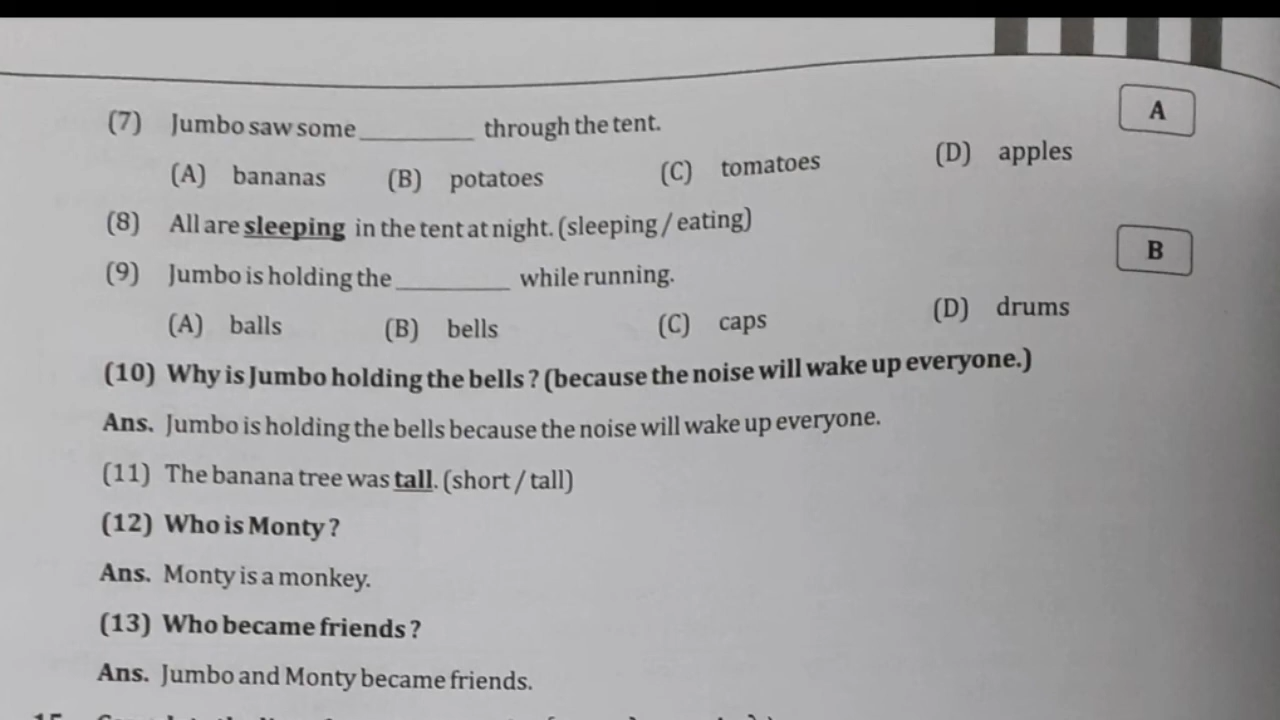 (7) Jumbo saw some ________ through the tent. A
(A) bananas (B) potatoes (C) tomatoes (D) apples
(8) All are sleeping in the tent at night. (sleeping / eating)
(9) Jumbo is holding the ________ while running. B
(A) balls (B) bells (C) caps (D) drums
(10) Why is Jumbo holding the bells ? (because the noise will wake up everyone.)
Ans. Jumbo is holding the bells because the noise will wake up everyone.
(11) The banana tree was tall. (short / tall)
(12) Who is Monty ?
Ans. Monty is a monkey.
(13) Who became friends ?
Ans. Jumbo and Monty became friends.